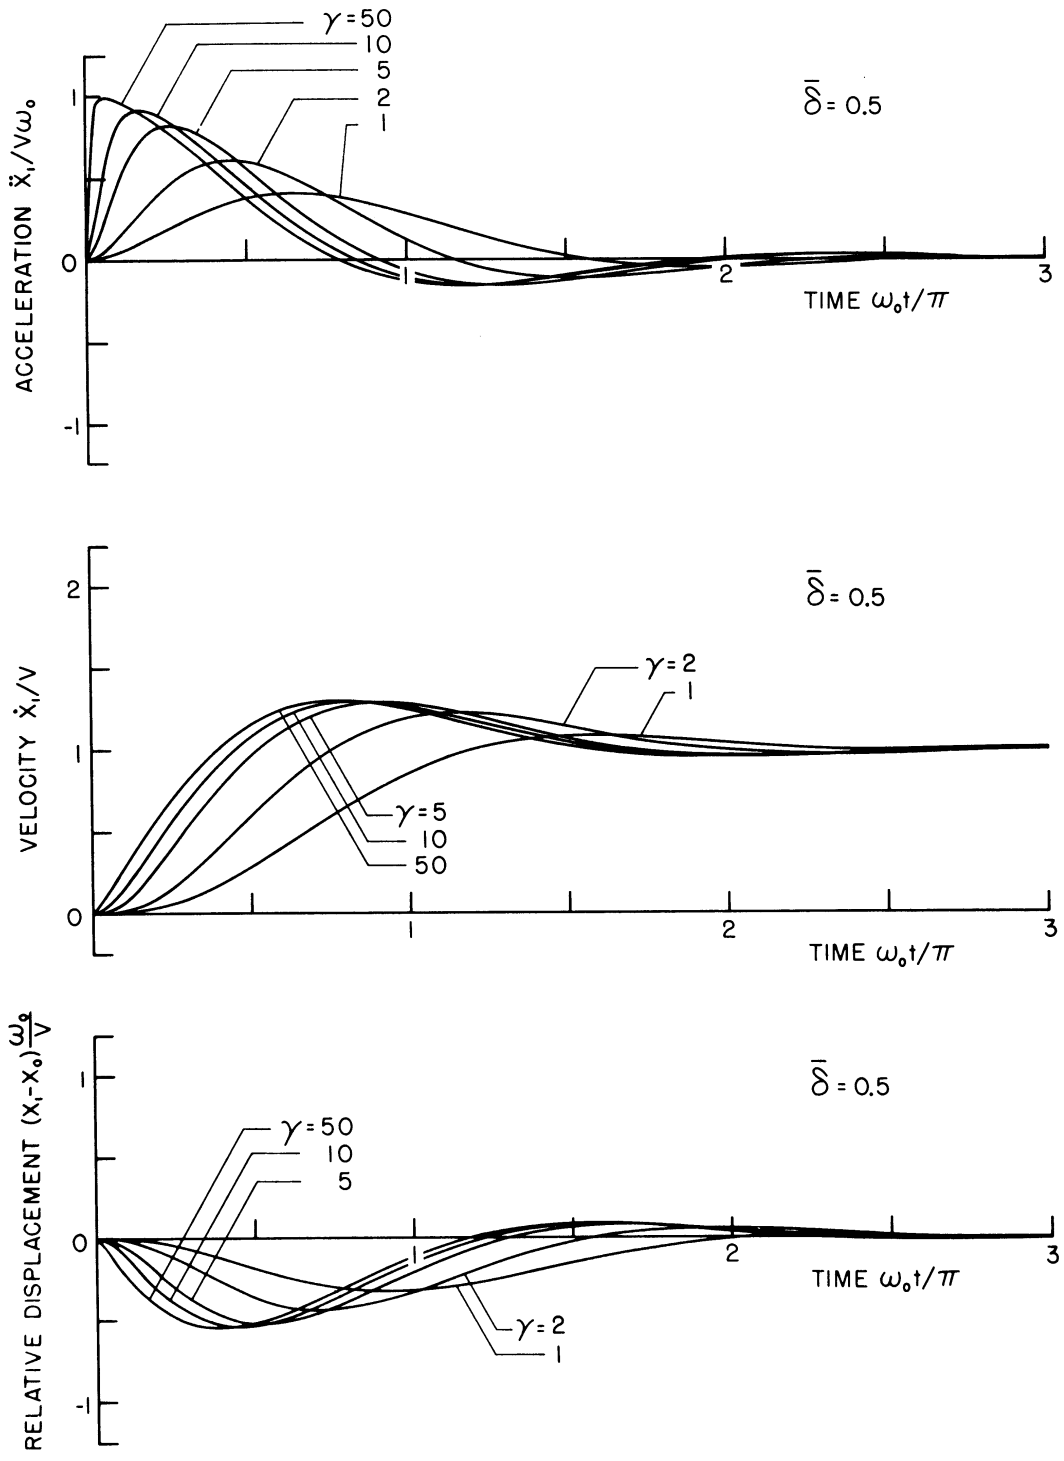 γ = 50
10
5
2
1
δ̄ = 0.5
ACCELERATION ẍ₁/Vω₀
1
0
-1
1
2
3
TIME ω₀t/π
δ̄ = 0.5
VELOCITY ẋ₁/V
2
1
0
γ = 2
1
γ = 5
10
50
1
2
3
TIME ω₀t/π
δ̄ = 0.5
RELATIVE DISPLACEMENT (x₁-x₀) ω₀/V
1
0
-1
γ = 50
10
5
1
2
3
TIME ω₀t/π
γ = 2
1